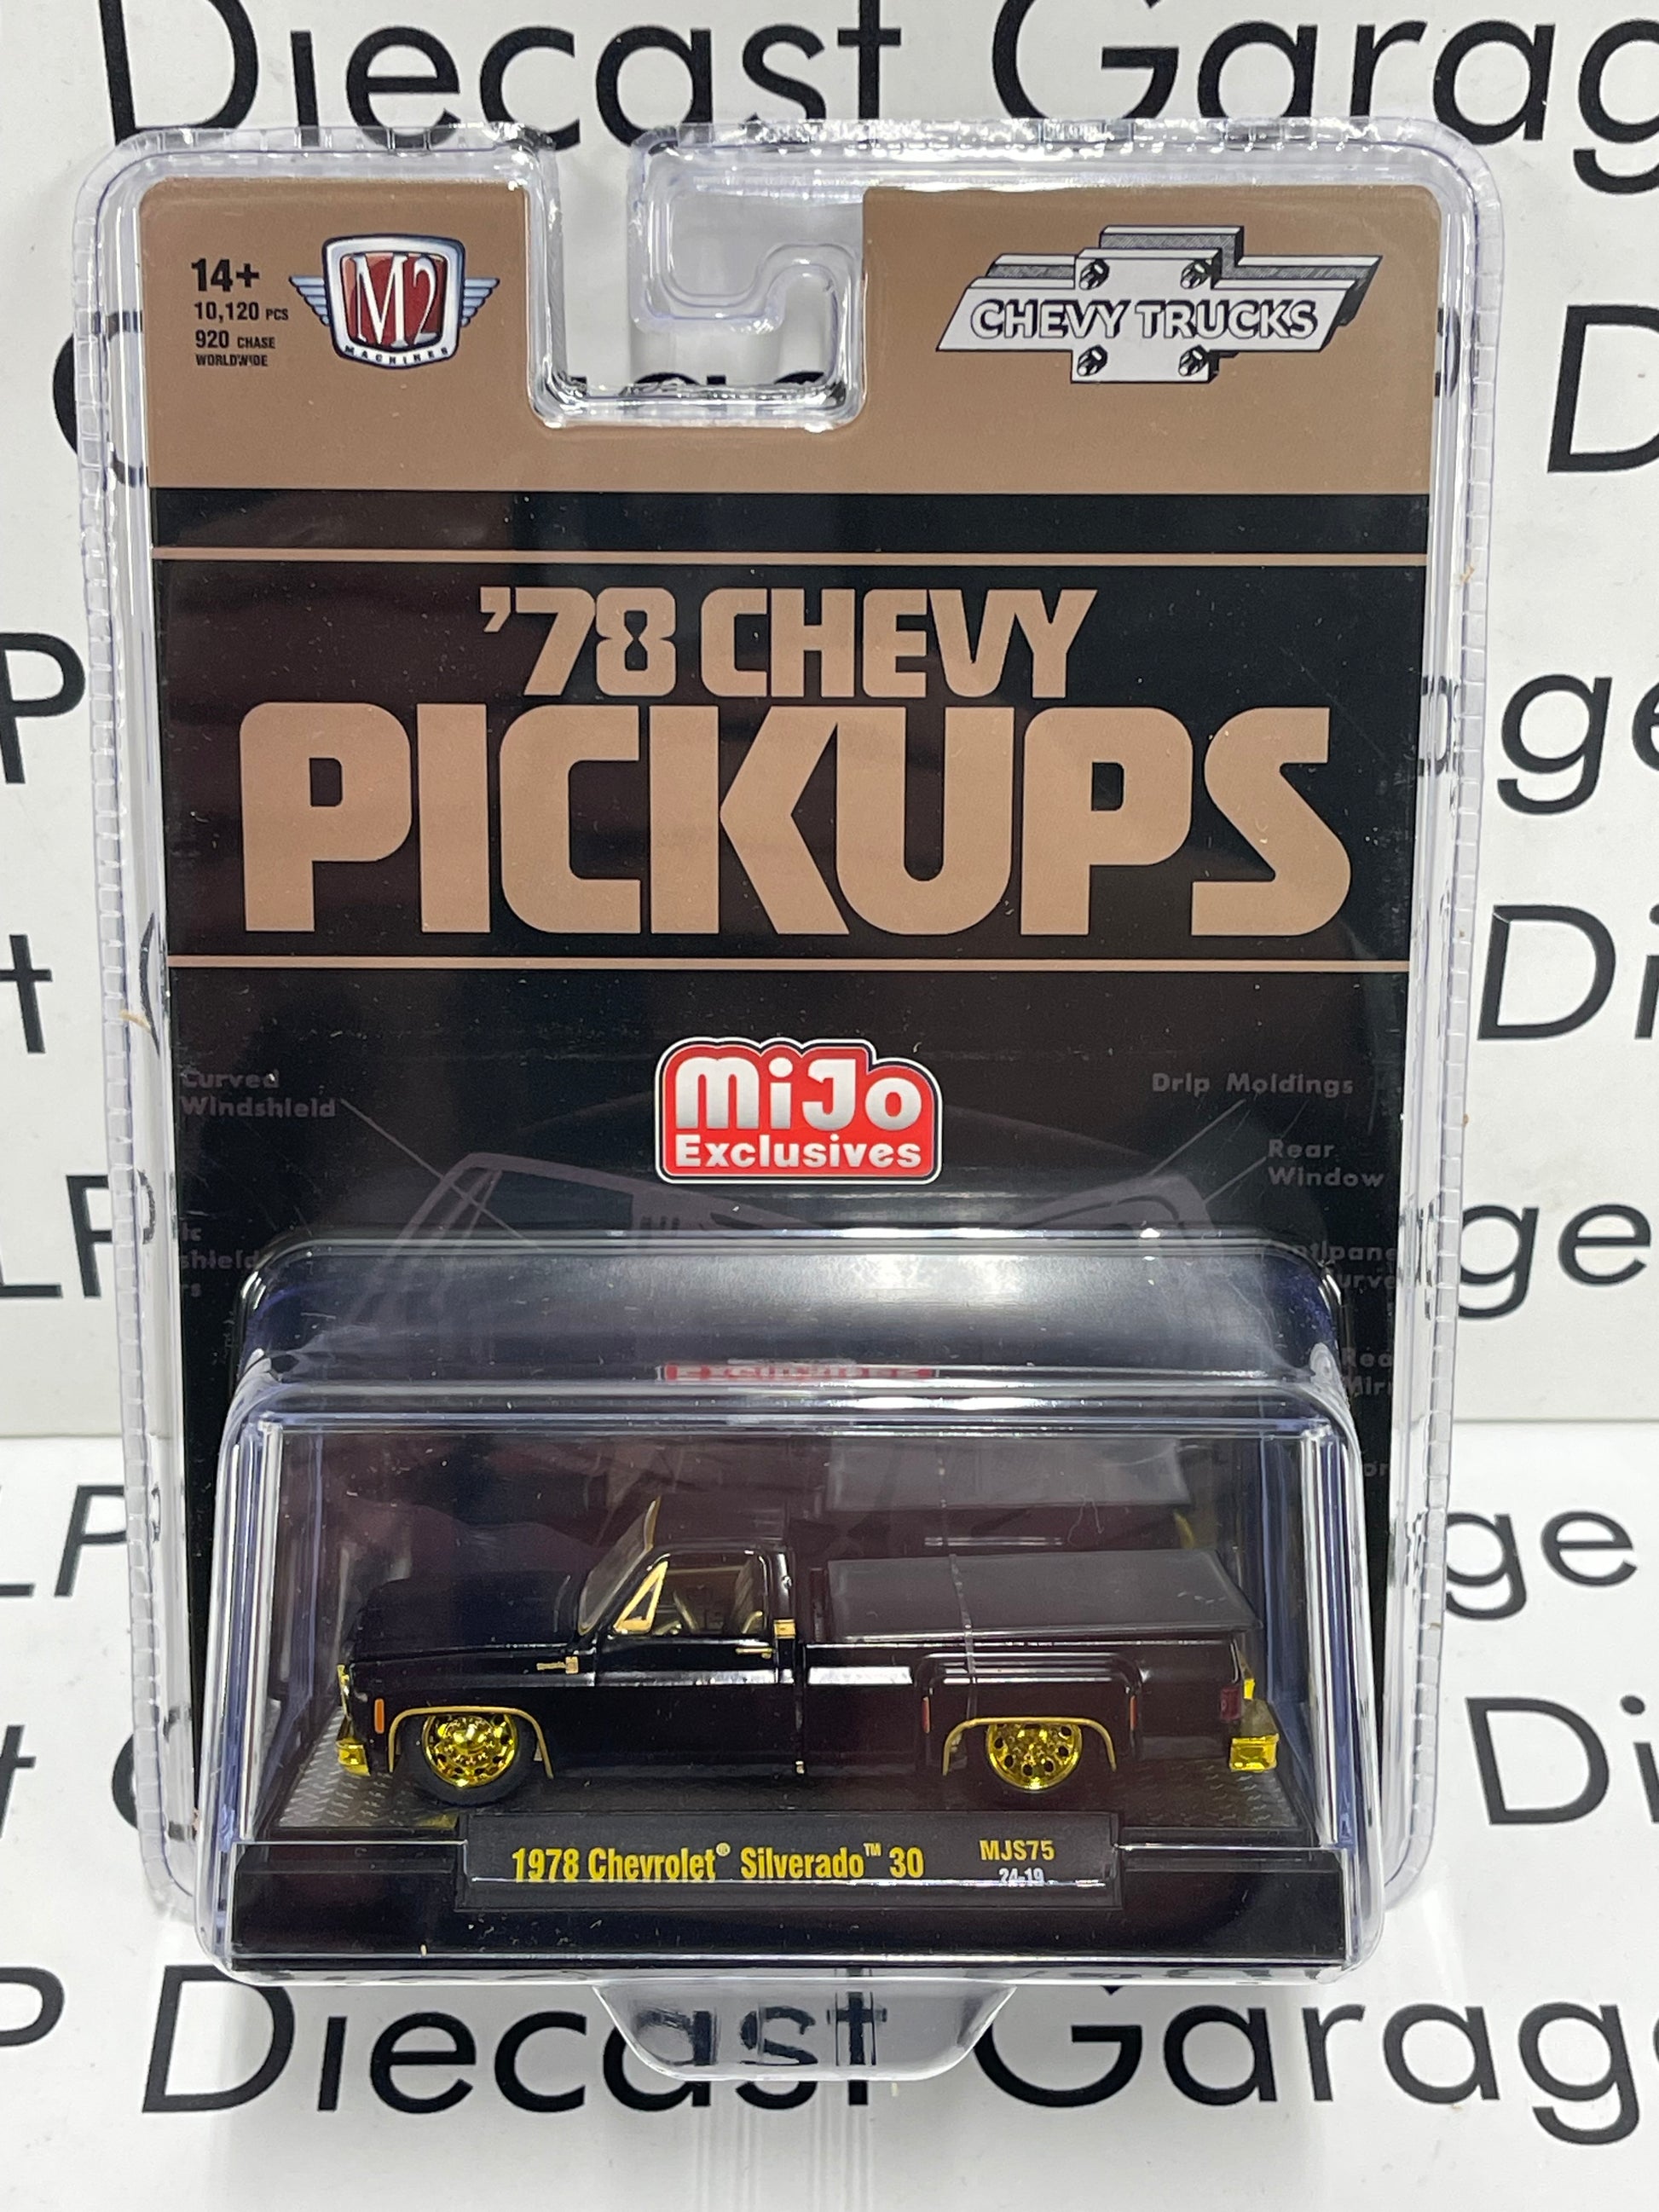 Diecast Garag
14+
10,120 PCS
920 CHASE
WORLDWIDE
M2
MACHINES
CHEVY TRUCKS
'78 CHEVY
PICKUPS
MiJo
Exclusives
Curved
Windshield
Drip Moldings
Rear
Window
1978 Chevrolet® Silverado™ 30
MJS75
24-19
P Diecast Garag